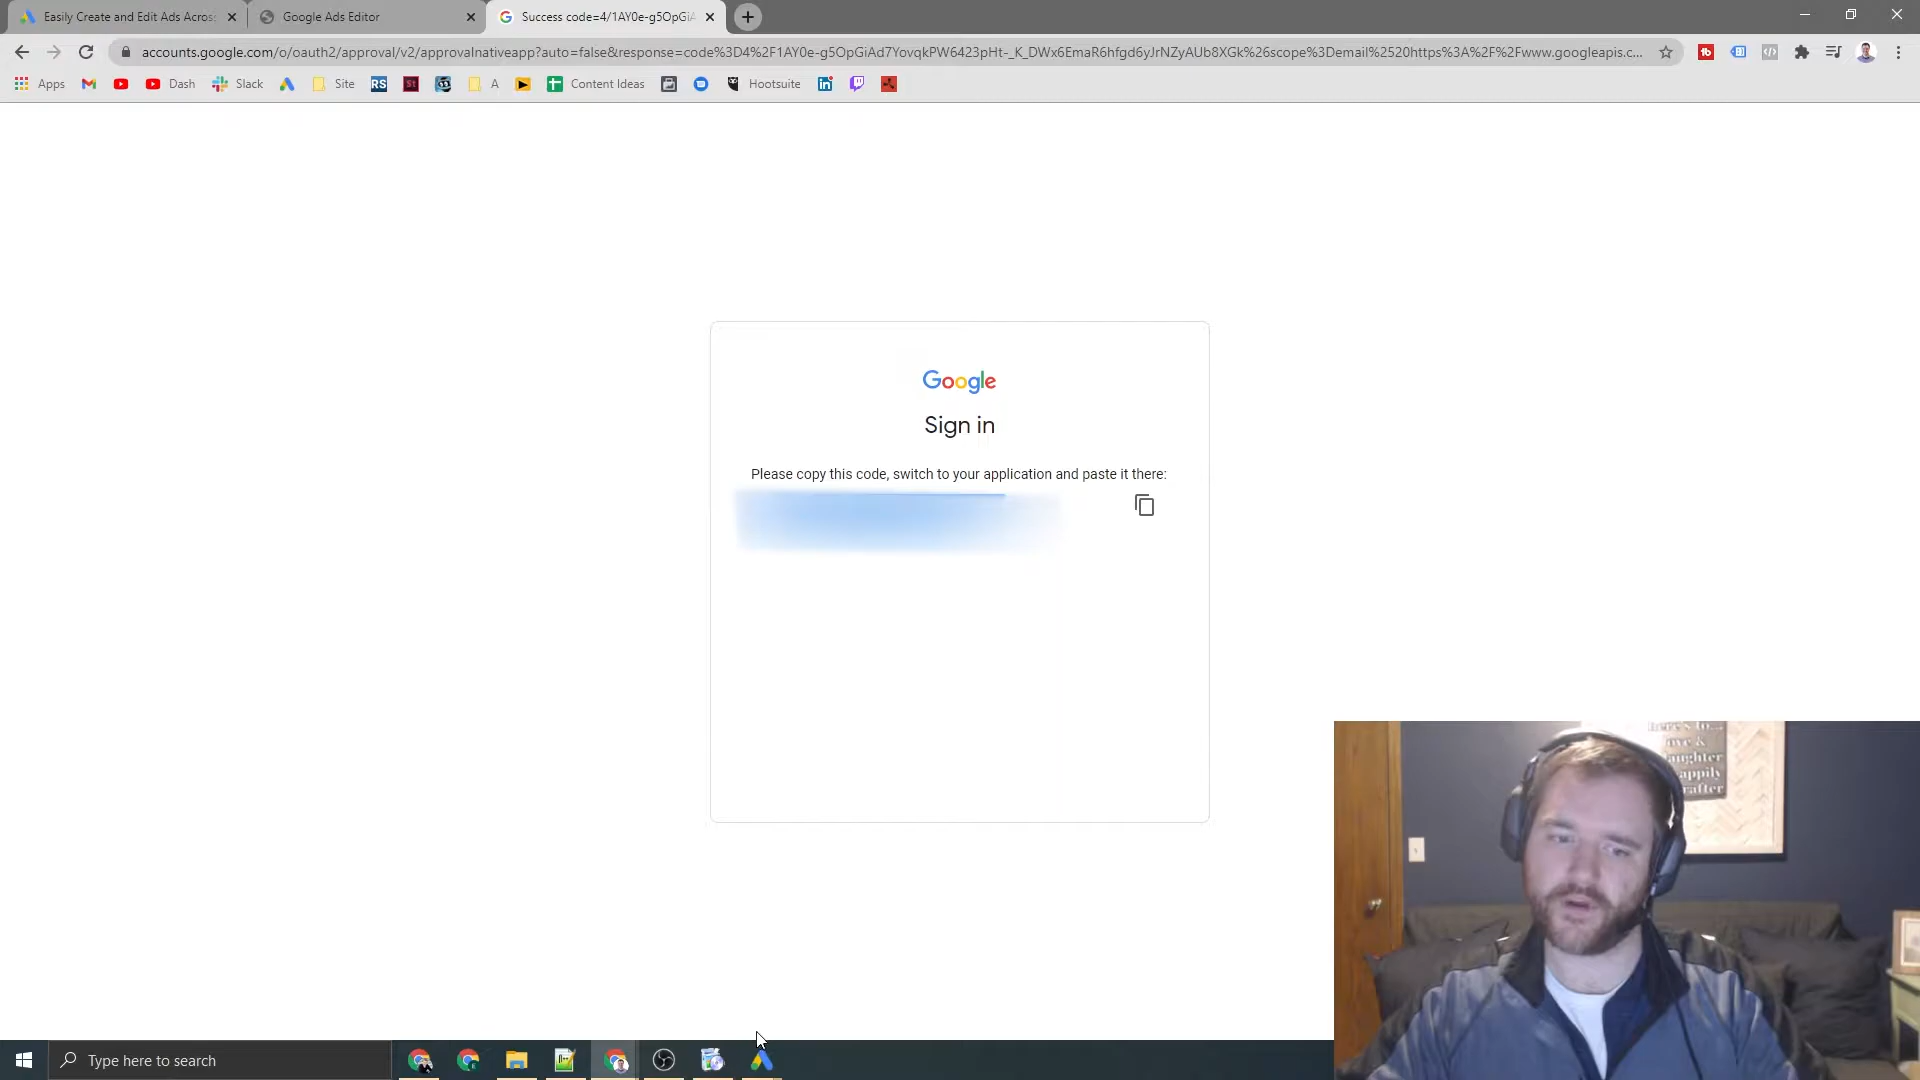 Easily Create and Edit Ads Acros
Google Ads Editor
Success code=4/1AY0e-g5OpGiA
accounts.google.com/o/oauth2/approval/v2/approvalnativeapp?auto=false&response=code%3D4%2F1AY0e-g5OpGiAd7YovqkPW6423pHt-_K_DWx6EmaR6hfgd6yJrNZyAUb8XGk%26scope%3Demail%2520https%3A%2F%2Fwww.googleapis.c...
Apps
Dash
Slack
Site
RS
St
A
Content Ideas
Hootsuite
Google
Sign in
Please copy this code, switch to your application and paste it there:
Type here to search